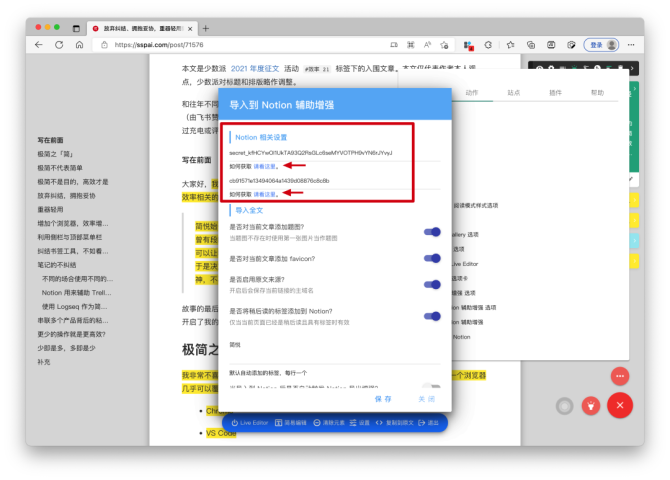 放弃纠结、拥抱妥协，重器轻用
https://sspai.com/post/71576
登录
本文是少数派 2021 年度征文 活动 #效率 21 标签下的入围文章。本文仅代表作者本人观
点，少数派对标题和排版略作调整。
和往年不同
（由飞书赞
过充电或评
写在前面
极简之「简」
极简不代表简单
极简不是目的，高效才是
放弃纠结，拥抱妥协
重器轻用
增加个浏览器、效率增...
利用侧栏与顶部菜单栏
纠结书签工具，不如看...
笔记的不纠结
不同的场合使用不同的...
Notion 用来辅助 Trell...
使用 Logseq 作为简...
串联多个产品背后的枯...
更少的操作就是更高效?
少即是多，多即是少
补充
写在前面
大家好，我
效率相关的
简悦始
曾有段
可以让
于是决
神，不
故事的最后
开启了我的
极简之
我非常不喜
一个浏览器
几乎可以覆
Chr
VS Code
导入到 Notion 辅助增强
Notion 相关设置
如何获取 请看这里。
如何获取 请看这里。
导入全文
是否对当前文章添加题图?
当题图不存在时使用第一张图片当作题图
是否对当前文章添加 favicon?
是否启用原文来源?
开启后会保存当前链接的主域名
是否将稍后读的标签添加到 Notion?
仅当当前页面已经是稍后读且具有标签时有效
简悦
默认自动添加的标签，每行一个
保 存
关 闭
动作
站点
插件
帮助
阅读模式样式选项
allery 选项
选项
Live Editor
选项卡
增强 选项
on 辅助增强 选项
on 辅助增强
Notion
Live Editor
简易编辑
清除元素
设置
复制到原文
退出